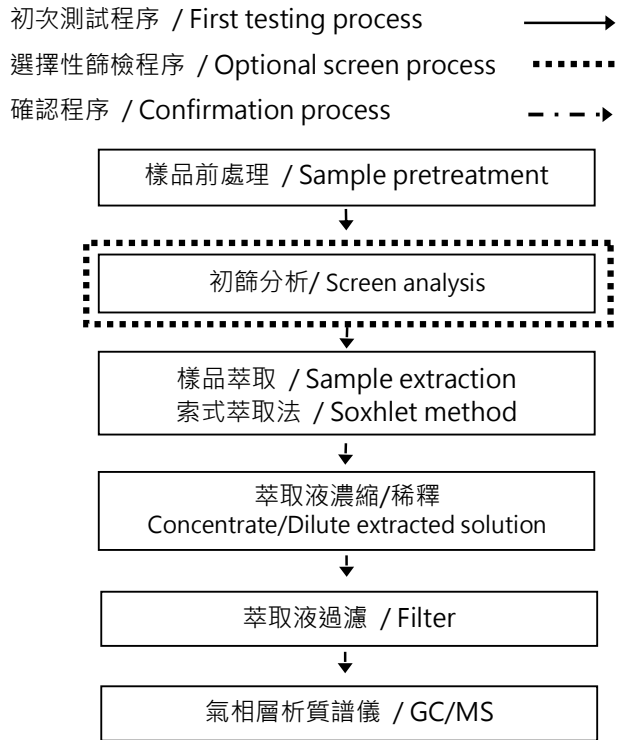 初次測試程序 / First testing process
選擇性篩檢程序 / Optional screen process
確認程序 / Confirmation process
樣品前處理 / Sample pretreatment
初篩分析/ Screen analysis
樣品萃取 / Sample extraction
索式萃取法 / Soxhlet method
萃取液濃縮/稀釋
Concentrate/Dilute extracted solution
萃取液過濾 / Filter
氣相層析質譜儀 / GC/MS